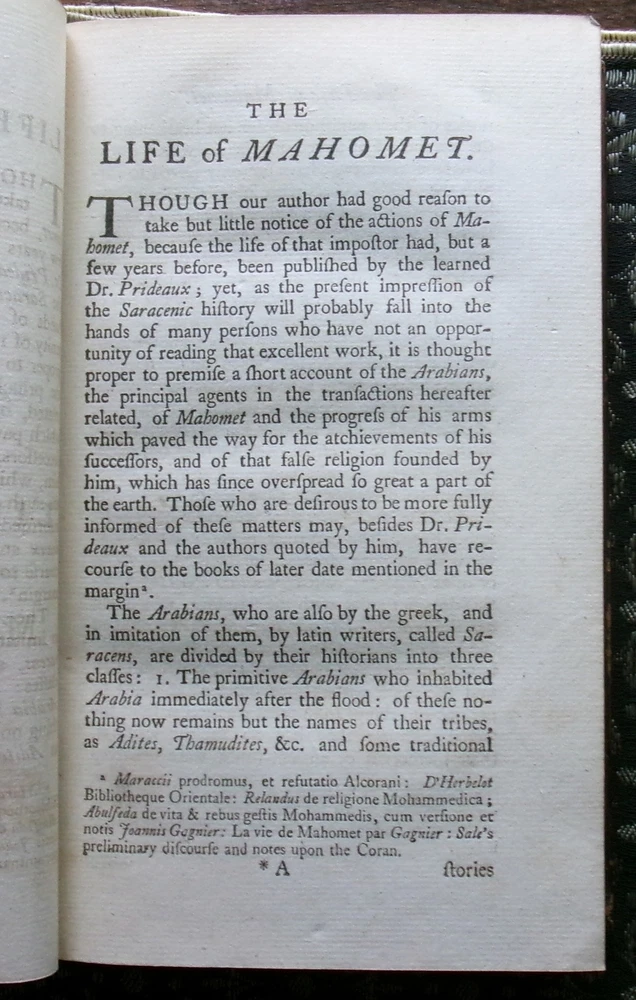 THE
LIFE of MAHOMET.
THOUGH our author had good reaſon to
take but little notice of the actions of Ma-
homet, becauſe the life of that impoſtor had, but a
few years before, been publiſhed by the learned
Dr. Prideaux; yet, as the preſent impreſſion of
the Saracenic hiſtory will probably fall into the
hands of many perſons who have not an oppor-
tunity of reading that excellent work, it is thought
proper to premiſe a ſhort account of the Arabians,
the principal agents in the tranſactions hereafter
related, of Mahomet and the progreſs of his arms
which paved the way for the atchievements of his
ſucceſſors, and of that falſe religion founded by
him, which has ſince overſpread ſo great a part of
the earth. Thoſe who are deſirous to be more fully
informed of theſe matters may, beſides Dr. Pri-
deaux and the authors quoted by him, have re-
courſe to the books of later date mentioned in the
margin ª.
The Arabians, who are alſo by the greek, and
in imitation of them, by latin writers, called Sa-
racens, are divided by their hiſtorians into three
claſſes: 1. The primitive Arabians who inhabited
Arabia immediately after the flood: of theſe no-
thing now remains but the names of their tribes,
as Adites, Thamudites, &c. and ſome traditional
ª Maraccii prodromus, et refutatio Alcorani: D'Herbelot
Bibliotheque Orientale: Relandus de religione Mohammedica;
Abulfeda de vita & rebus geſtis Mohammedis, cum verſione et
notis Joannis Gagnier: La vie de Mahomet par Gagnier: Sale's
preliminary diſcourſe and notes upon the Coran.
* A ſtories